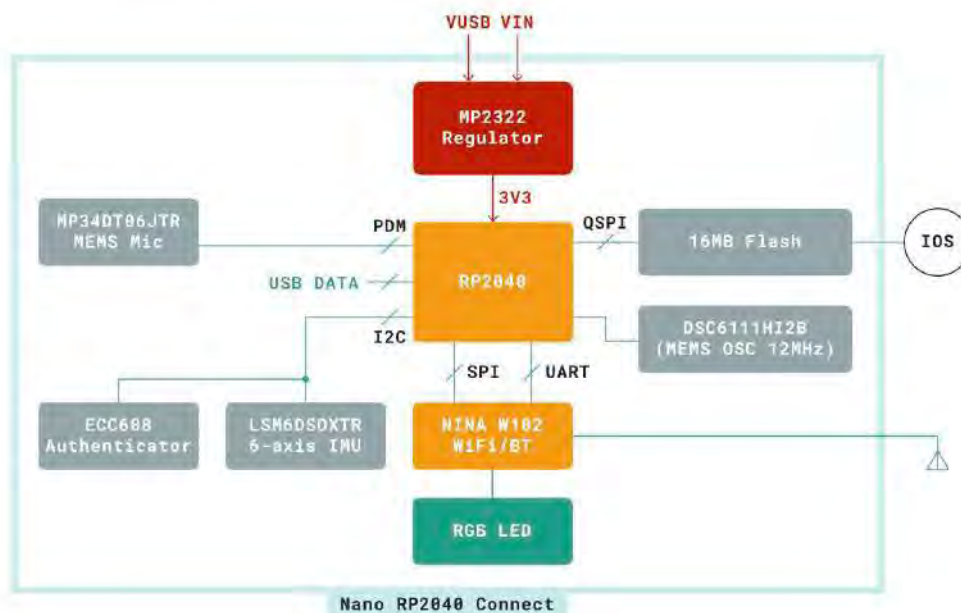 VUSB VIN
MP2322
Regulator
3V3
MP34DT06JTR
MEMS Mic
PDM
QSPI
16MB Flash
IOS
USB DATA
RP2040
I2C
DSC6111HI2B
(MEMS OSC 12MHz)
SPI
UART
ECC608
Authenticator
LSM6DSOXTR
6-axis IMU
NINA W102
WiFi/BT
RGB LED
Nano RP2040 Connect